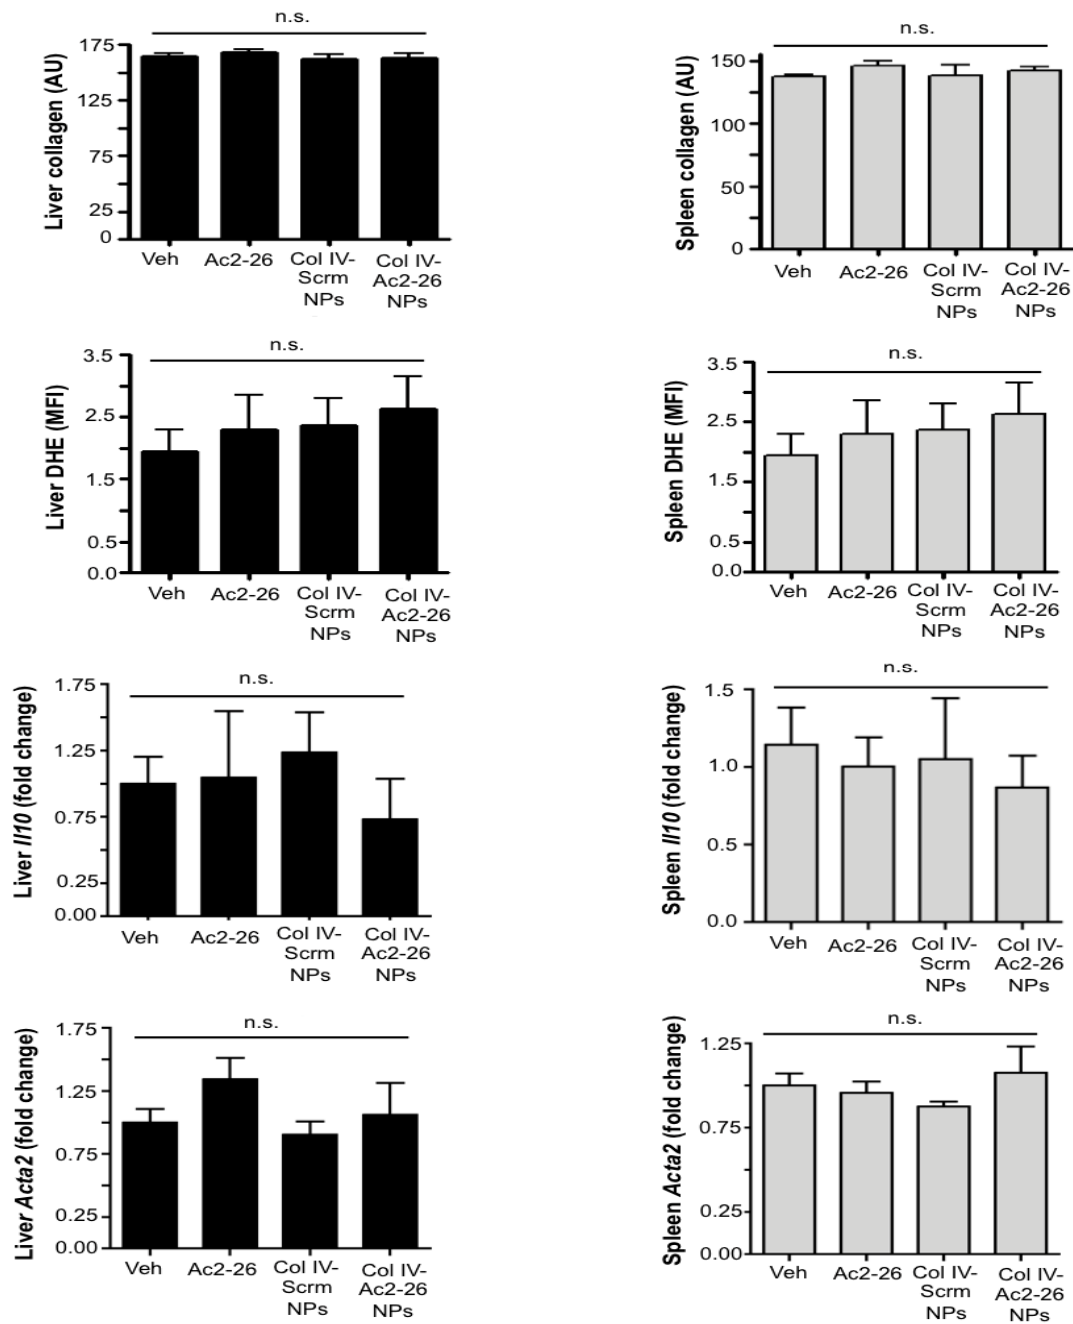 n.s.
Liver collagen (AU)
175
125
75
25
0
Veh
Ac2-26
Col IV-
Scrm
NPs
Col IV-
Ac2-26
NPs
n.s.
Spleen collagen (AU)
150
100
50
0
Veh
Ac2-26
Col IV-
Scrm
NPs
Col IV-
Ac2-26
NPs
n.s.
Liver DHE (MFI)
3.5
2.5
1.5
0.5
0.0
Veh
Ac2-26
Col IV-
Scrm
NPs
Col IV-
Ac2-26
NPs
n.s.
Spleen DHE (MFI)
3.5
2.5
1.5
0.5
0.0
Veh
Ac2-26
Col IV-
Scrm
NPs
Col IV-
Ac2-26
NPs
n.s.
Liver Il10 (fold change)
1.75
1.25
0.75
0.25
0.00
Veh
Ac2-26
Col IV-
Scrm
NPs
Col IV-
Ac2-26
NPs
n.s.
Spleen Il10 (fold change)
1.5
1.0
0.5
0.0
Veh
Ac2-26
Col IV-
Scrm
NPs
Col IV-
Ac2-26
NPs
n.s.
Liver Acta2 (fold change)
1.75
1.25
0.75
0.25
0.00
Veh
Ac2-26
Col IV-
Scrm
NPs
Col IV-
Ac2-26
NPs
n.s.
Spleen Acta2 (fold change)
1.25
0.75
0.25
0.00
Veh
Ac2-26
Col IV-
Scrm
NPs
Col IV-
Ac2-26
NPs